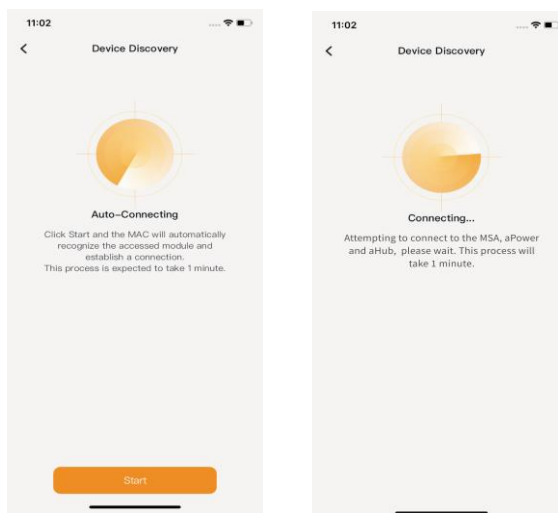 11:02
Device Discovery
Auto-Connecting
Click Start and the MAC will automatically
recognize the accessed module and
establish a connection.
This process is expected to take 1 minute.
Start
11:02
Device Discovery
Connecting...
Attempting to connect to the MSA, aPower
and aHub, please wait. This process will
take 1 minute.